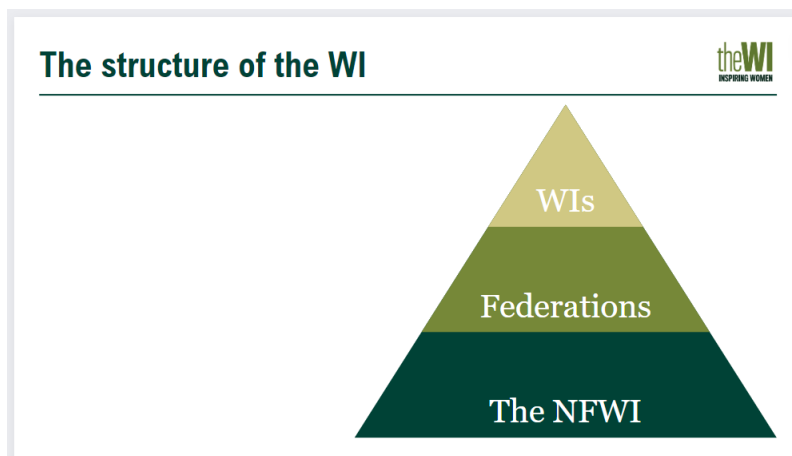 The structure of the WI
theWI
INSPIRING WOMEN
WIs
Federations
The NFWI